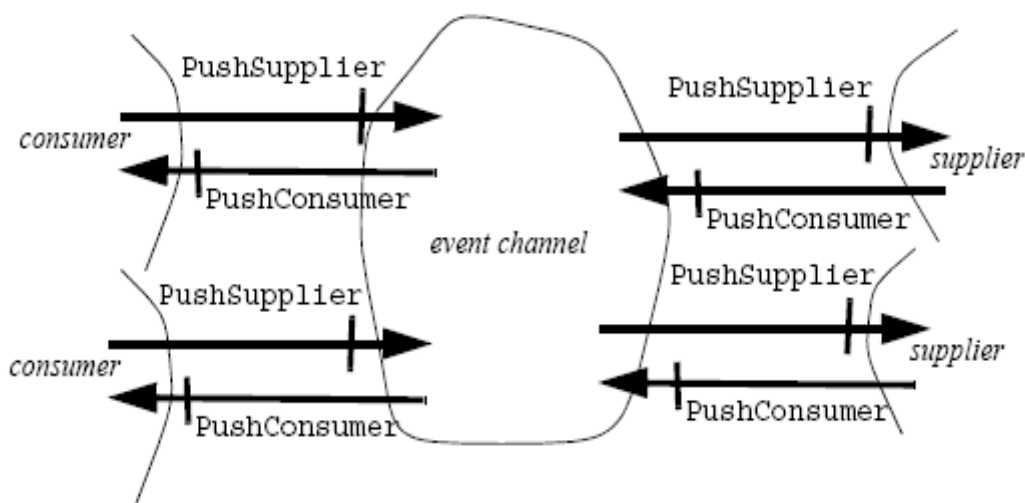 PushSupplier
consumer
PushConsumer
PushSupplier
supplier
PushConsumer
event channel
PushSupplier
consumer
PushConsumer
PushSupplier
supplier
PushConsumer